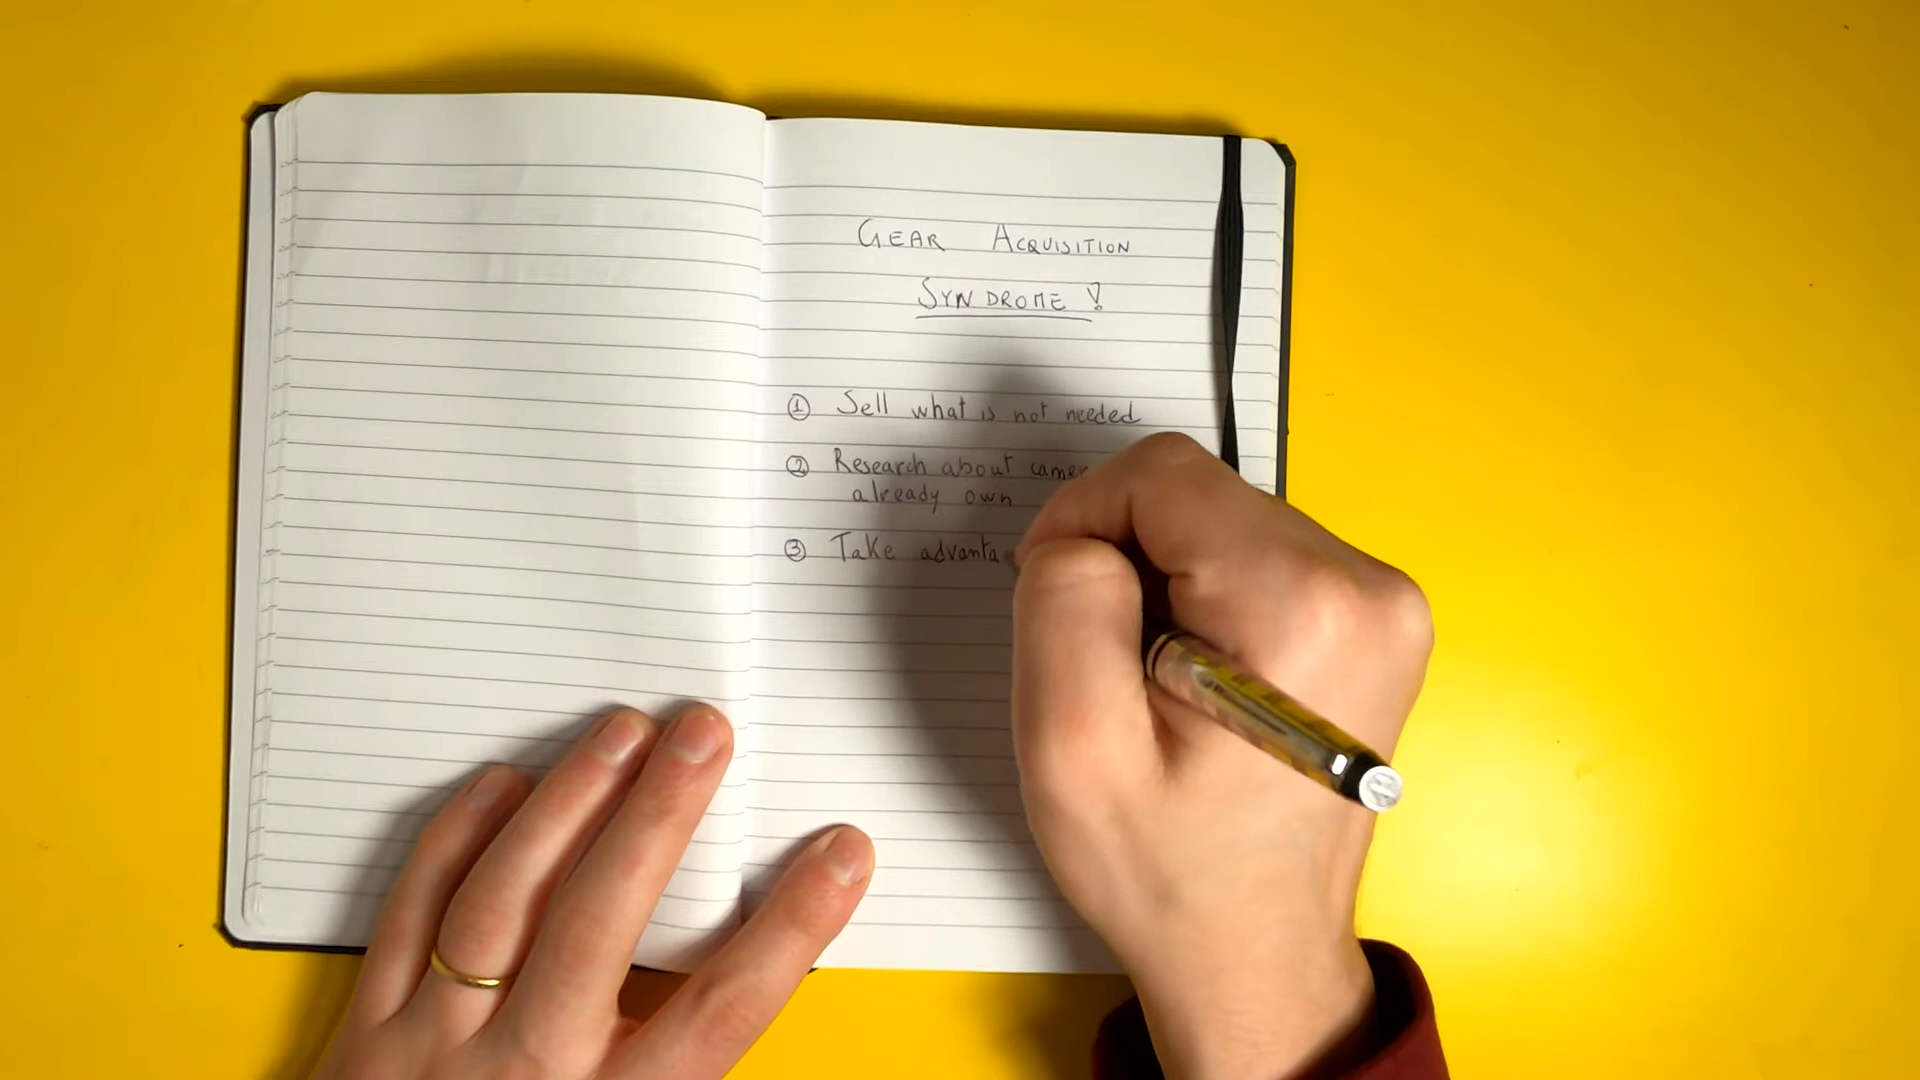 GEAR ACQUISITION
SYNDROME!
① Sell what is not needed
② Research about
already own
③ Take